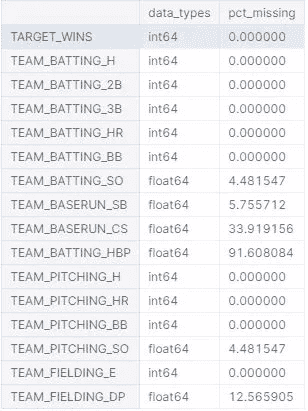 data_types pct_missing
TARGET_WINS int64 0.000000
TEAM_BATTING_H int64 0.000000
TEAM_BATTING_2B int64 0.000000
TEAM_BATTING_3B int64 0.000000
TEAM_BATTING_HR int64 0.000000
TEAM_BATTING_BB int64 0.000000
TEAM_BATTING_SO float64 4.481547
TEAM_BASERUN_SB float64 5.755712
TEAM_BASERUN_CS float64 33.919156
TEAM_BATTING_HBP float64 91.608084
TEAM_PITCHING_H int64 0.000000
TEAM_PITCHING_HR int64 0.000000
TEAM_PITCHING_BB int64 0.000000
TEAM_PITCHING_SO float64 4.481547
TEAM_FIELDING_E int64 0.000000
TEAM_FIELDING_DP float64 12.565905